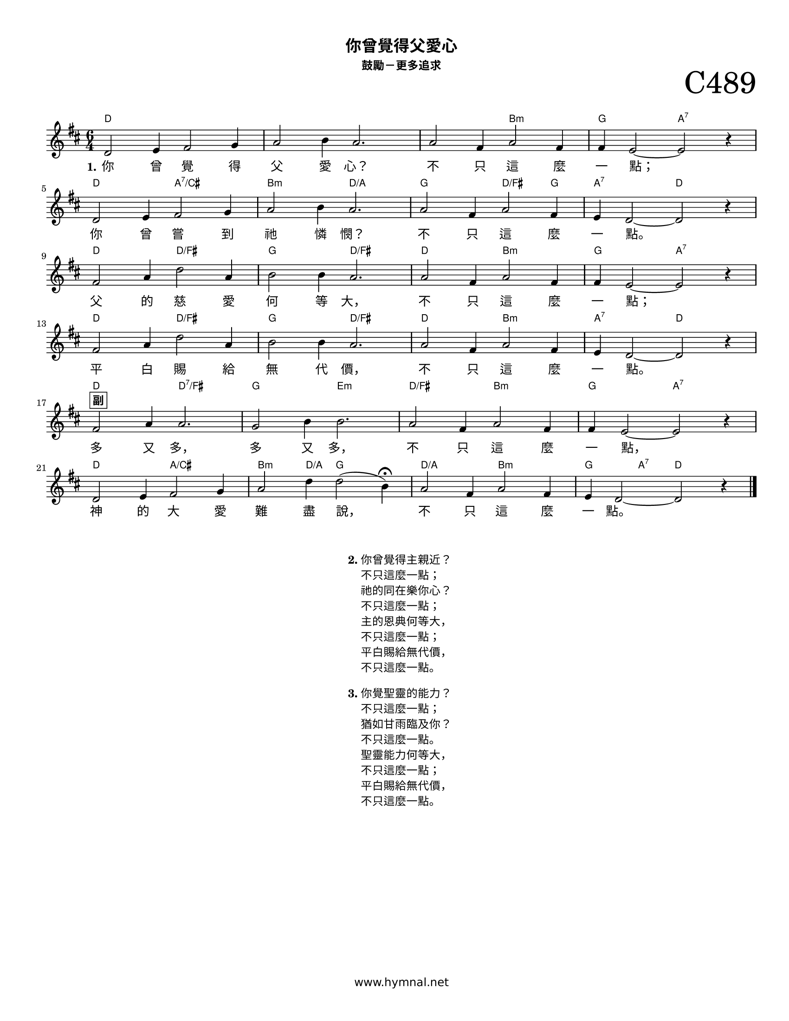 你曾覺得父愛心
鼓勵－更多追求
C489
D Bm G A7
6
4
1. 你 曾 覺 得 父 愛 心？ 不 只 這 麼 一 點；
5 D A7/C♯ Bm D/A G D/F♯ G A7 D
你 曾 嘗 到 祂 憐 憫？ 不 只 這 麼 一 點。
9 D D/F♯ G D/F♯ D Bm G A7
父 的 慈 愛 何 等 大， 不 只 這 麼 一 點；
13 D D/F♯ G D/F♯ D Bm A7 D
平 白 賜 給 無 代 價， 不 只 這 麼 一 點。
D D7/F♯ G Em D/F♯ Bm G A7
17 副
多 又 多， 多 又 多， 不 只 這 麼 一 點，
21 D A/C♯ Bm D/A G D/A Bm G A7 D
神 的 大 愛 難 盡 說， 不 只 這 麼 一 點。
2. 你曾覺得主親近？
不只這麼一點；
祂的同在樂你心？
不只這麼一點；
主的恩典何等大，
不只這麼一點；
平白賜給無代價，
不只這麼一點。
3. 你覺聖靈的能力？
不只這麼一點；
猶如甘雨臨及你？
不只這麼一點。
聖靈能力何等大，
不只這麼一點；
平白賜給無代價，
不只這麼一點。
www.hymnal.net